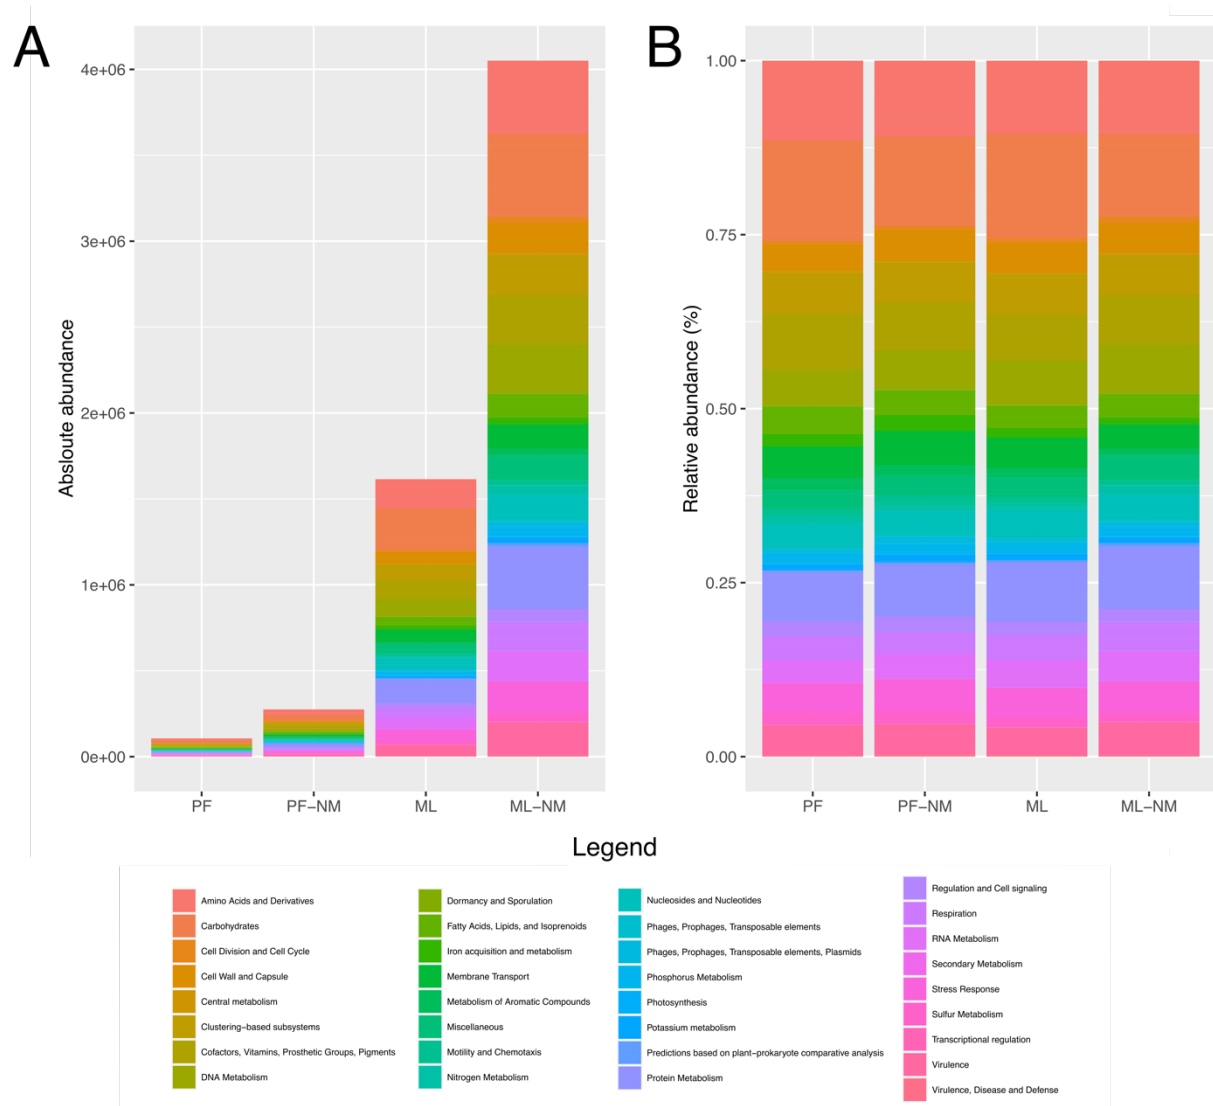 A
B
Absloute abundance
4e+06
3e+06
2e+06
1e+06
0e+00
PF
PF−NM
ML
ML−NM
Relative abundance (%)
1.00
0.75
0.50
0.25
0.00
PF
PF−NM
ML
ML−NM
Legend
Amino Acids and Derivatives
Carbohydrates
Cell Division and Cell Cycle
Cell Wall and Capsule
Central metabolism
Clustering−based subsystems
Cofactors, Vitamins, Prosthetic Groups, Pigments
DNA Metabolism
Dormancy and Sporulation
Fatty Acids, Lipids, and Isoprenoids
Iron acquisition and metabolism
Membrane Transport
Metabolism of Aromatic Compounds
Miscellaneous
Motility and Chemotaxis
Nitrogen Metabolism
Nucleosides and Nucleotides
Phages, Prophages, Transposable elements
Phages, Prophages, Transposable elements, Plasmids
Phosphorus Metabolism
Photosynthesis
Potassium metabolism
Predictions based on plant−prokaryote comparative analysis
Protein Metabolism
Regulation and Cell signaling
Respiration
RNA Metabolism
Secondary Metabolism
Stress Response
Sulfur Metabolism
Transcriptional regulation
Virulence
Virulence, Disease and Defense